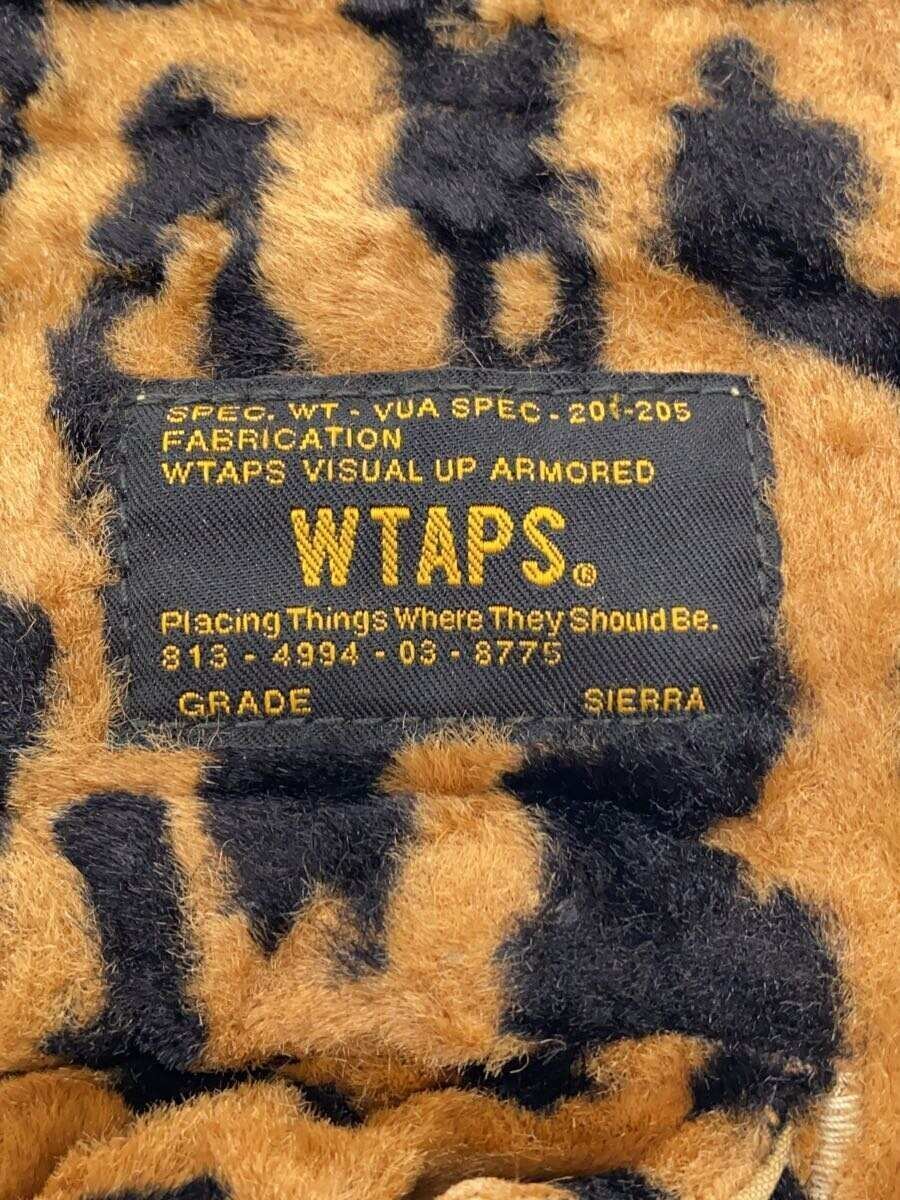 SPEC. WT - VUA SPEC - 201-205
FABRICATION
WTAPS VISUAL UP ARMORED
WTAPS.®
Placing Things Where They Should Be.
813 - 4994 - 03 - 8775
GRADE SIERRA